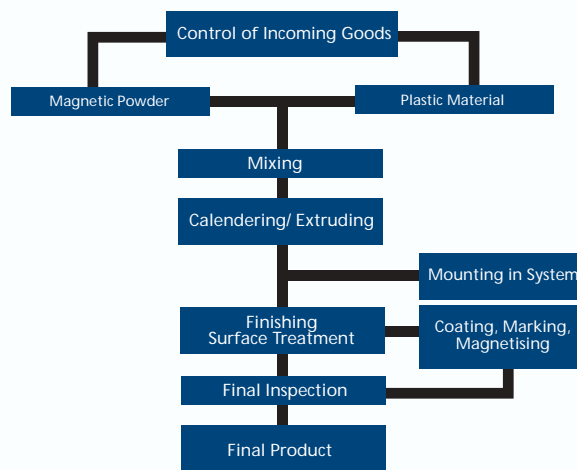 Control of Incoming Goods
Magnetic Powder
Plastic Material
Mixing
Calendering/ Extruding
Mounting in System
Finishing
Surface Treatment
Coating, Marking,
Magnetising
Final Inspection
Final Product